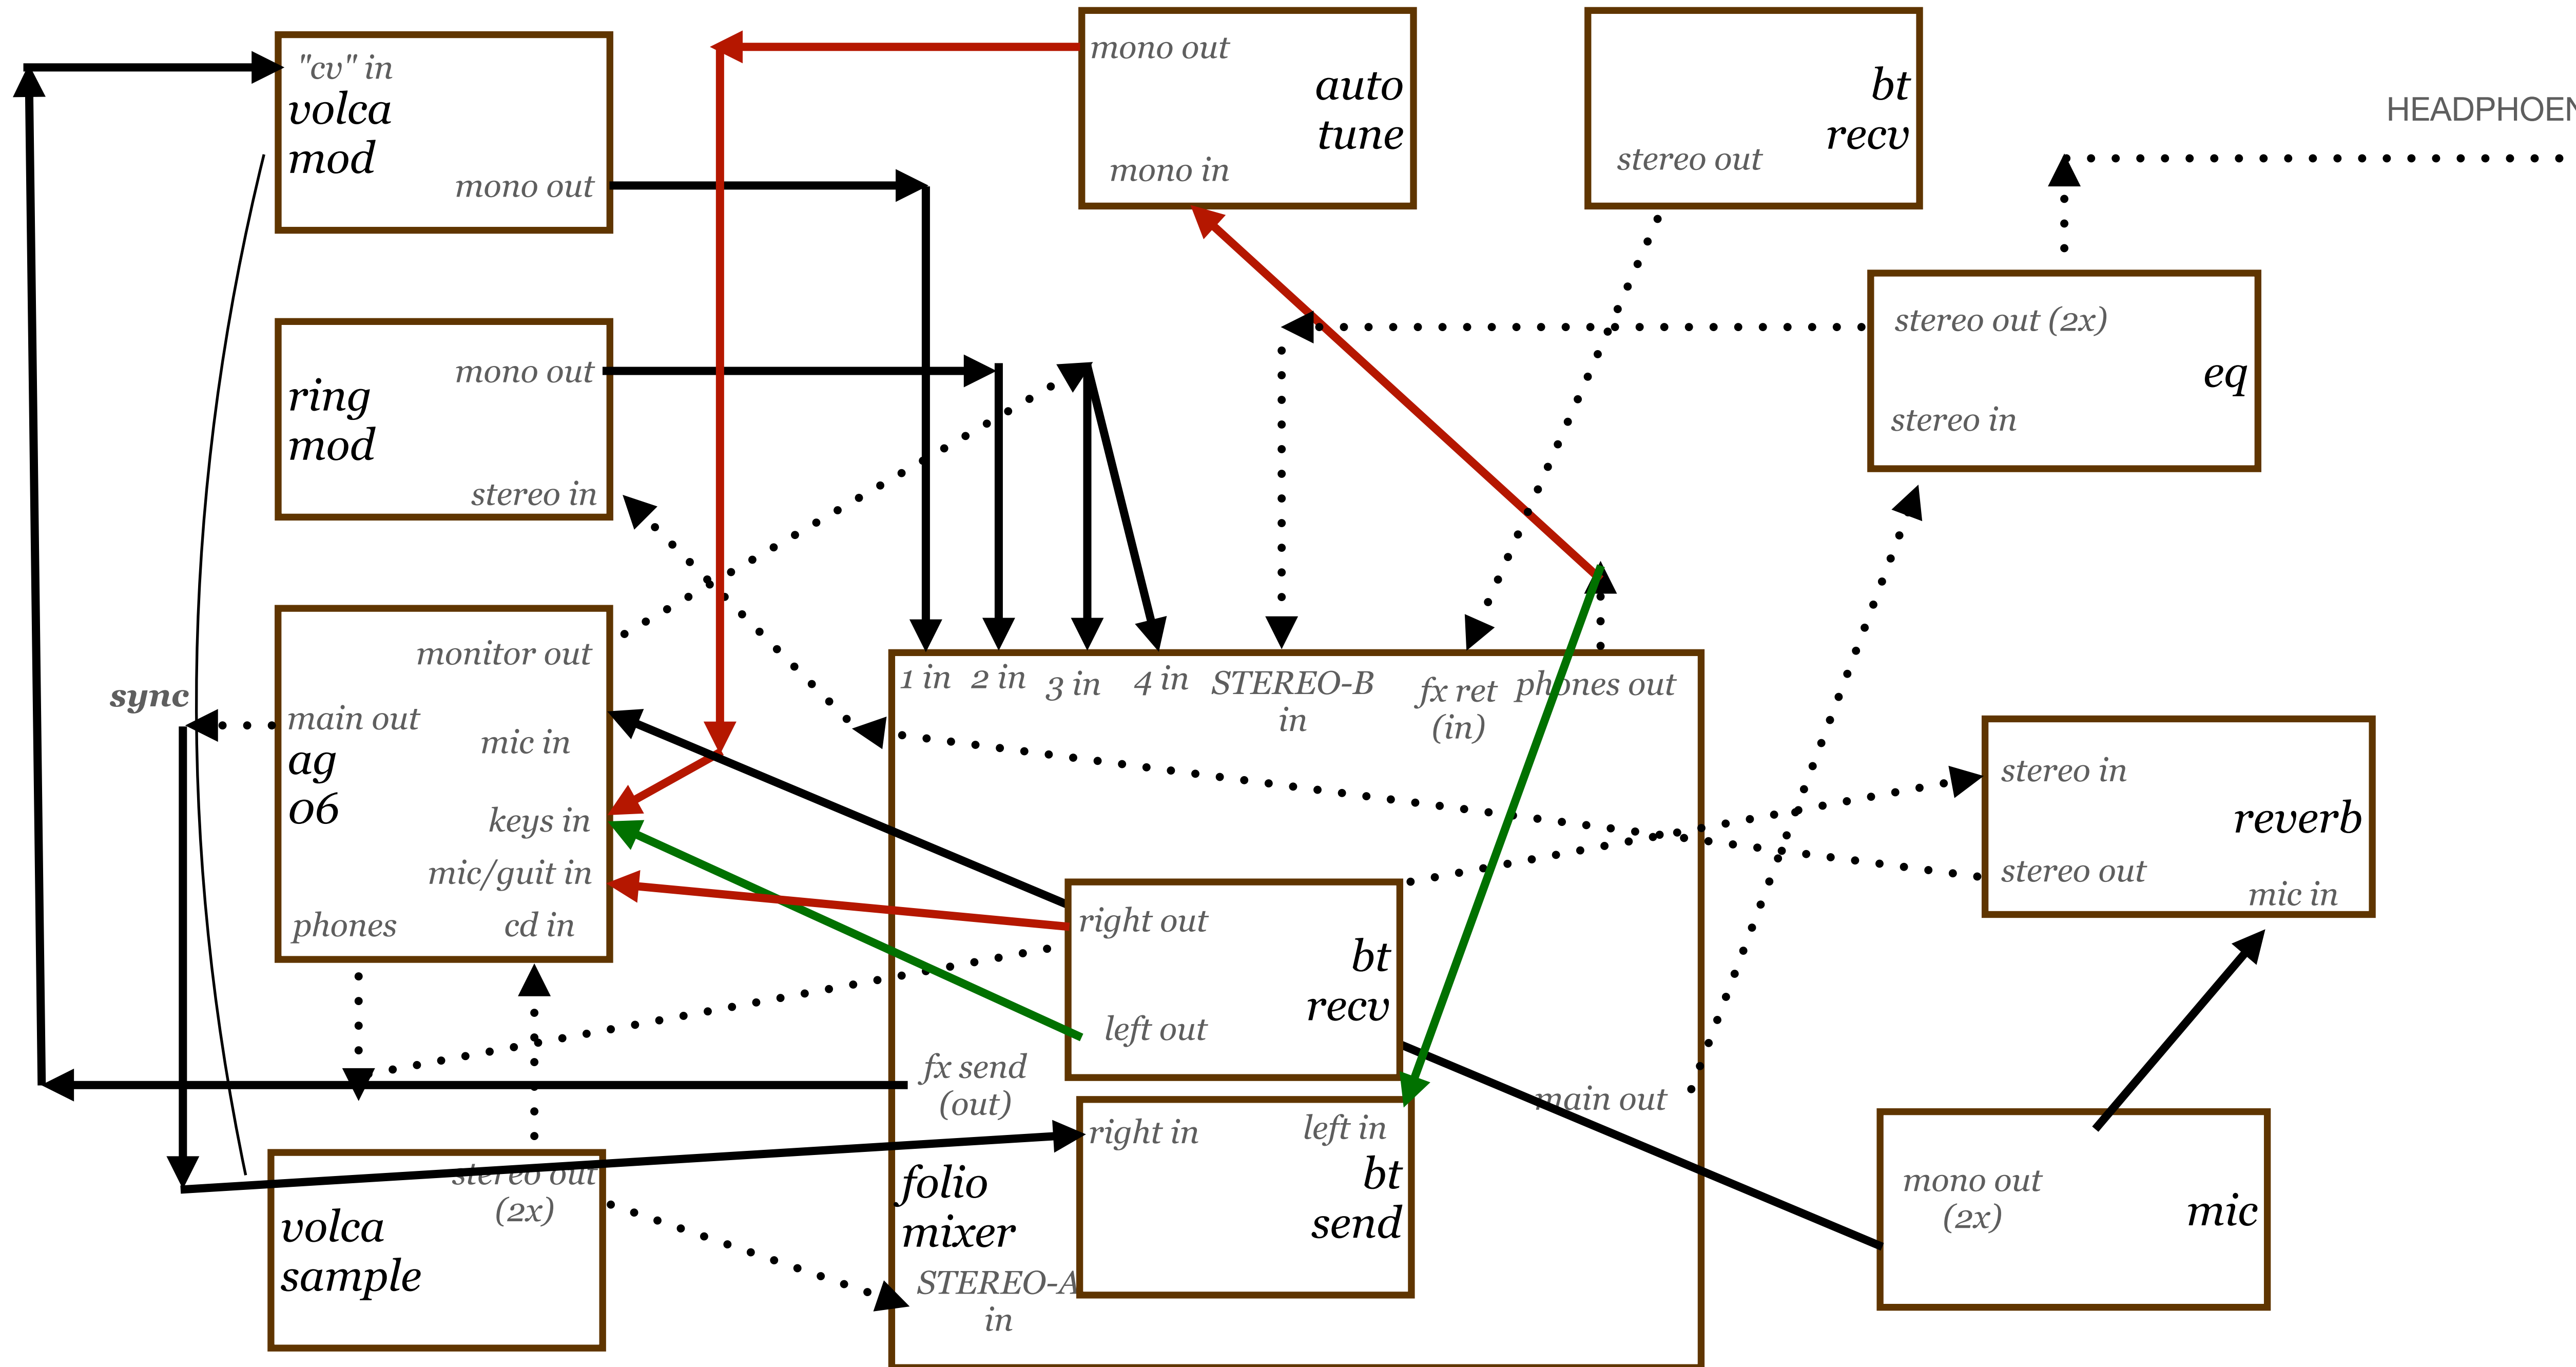 "cv" in
volca
mod
mono out
mono out
auto
tune
mono in
bt
recv
stereo out
HEADPHOEN
mono out
ring
mod
stereo in
stereo out (2x)
eq
stereo in
monitor out
sync
main out
mic in
ag
06
keys in
mic/guit in
phones
cd in
1 in
2 in
3 in
4 in
STEREO-B
in
fx ret
(in)
phones out
stereo in
reverb
stereo out
mic in
right out
bt
recv
left out
fx send
(out)
main out
right in
left in
bt
send
folio
mixer
STEREO-A
in
stereo out
(2x)
volca
sample
mono out
(2x)
mic